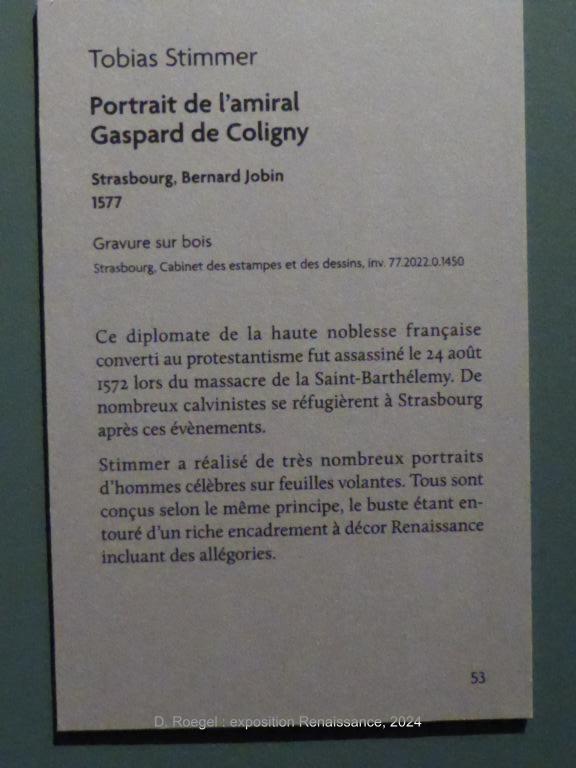 Tobias Stimmer
Portrait de l'amiral
Gaspard de Coligny
Strasbourg, Bernard Jobin
1577
Gravure sur bois
Strasbourg, Cabinet des estampes et des dessins, inv. 77.2022.0.1450
Ce diplomate de la haute noblesse française
converti au protestantisme fut assassiné le 24 août
1572 lors du massacre de la Saint-Barthélemy. De
nombreux calvinistes se réfugièrent à Strasbourg
après ces évènements.
Stimmer a réalisé de très nombreux portraits
d'hommes célèbres sur feuilles volantes. Tous sont
conçus selon le même principe, le buste étant en-
touré d'un riche encadrement à décor Renaissance
incluant des allégories.
53
D. Roegel : exposition Renaissance, 2024